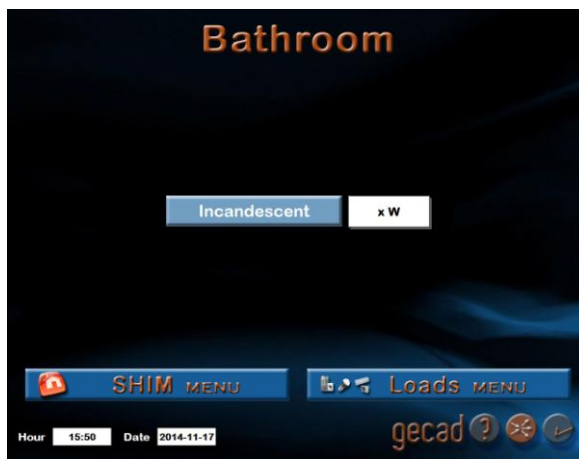 Bathroom
Incandescent x W
SHIM MENU Loads MENU
Hour 15:50 Date 2014-11-17 gecad ?